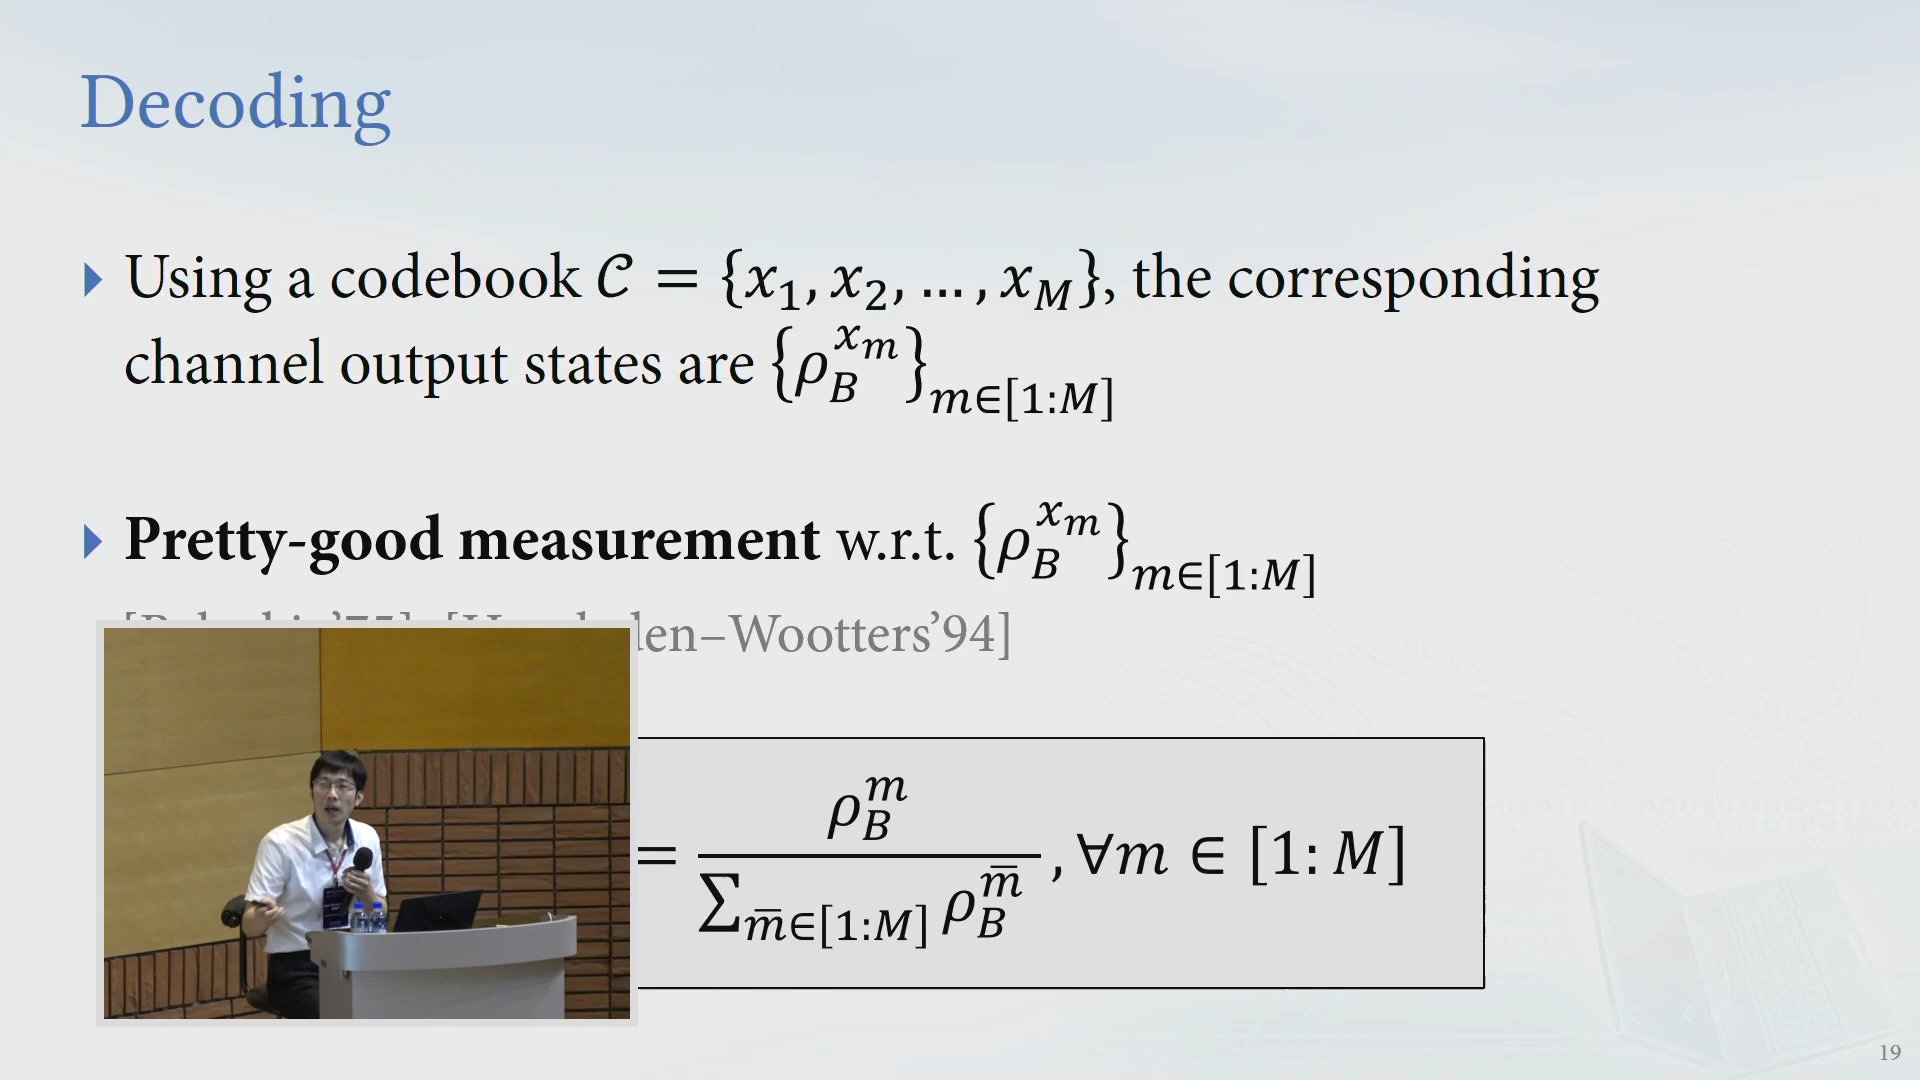 Decoding
Using a codebook 𝒞 = {x₁, x₂, … , x_M}, the corresponding
channel output states are {ρ_B^{x_m}}_{m∈[1:M]}
Pretty-good measurement w.r.t. {ρ_B^{x_m}}_{m∈[1:M]}
–Wootters’94]
= ρ_B^m / ∑_{m̅∈[1:M]} ρ_B^{m̅} , ∀m ∈ [1: M]
19